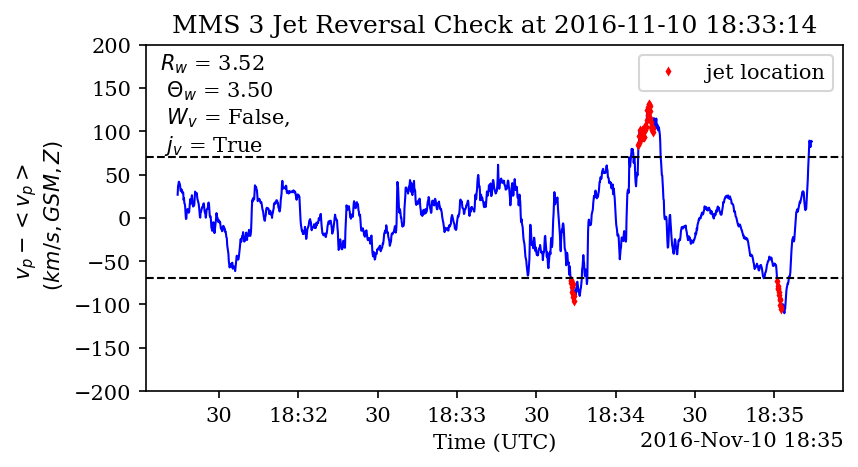 MMS 3 Jet Reversal Check at 2016-11-10 18:33:14
R_w = 3.52
Θ_w = 3.50
W_v = False,
j_v = True
jet location
v_p − < v_p >
(km/s, GSM, Z)
200
150
100
50
0
−50
−100
−150
−200
30 18:32 30 18:33 30 18:34 30 18:35
Time (UTC)
2016-Nov-10 18:35